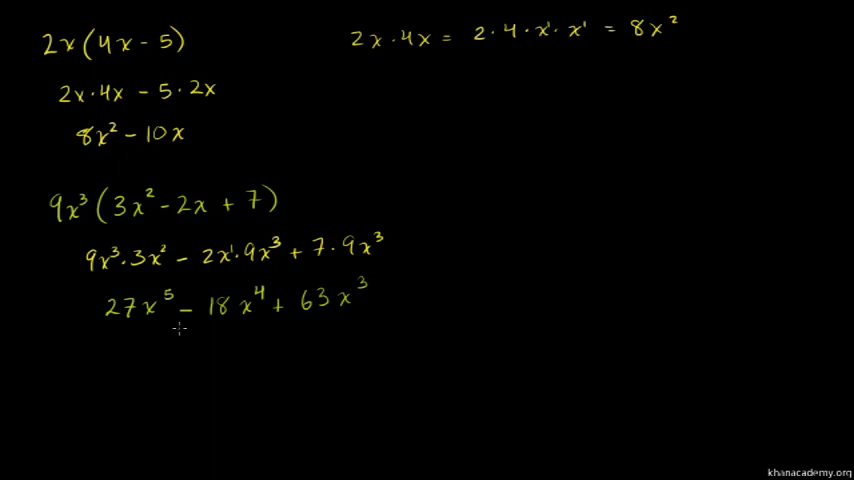 2x(4x - 5)
2x·4x = 2·4·x¹·x¹ = 8x²
2x·4x - 5·2x
8x² - 10x
9x³(3x² - 2x + 7)
9x³·3x² - 2x¹·9x³ + 7·9x³
27x⁵ - 18x⁴ + 63x³
khanacademy.org